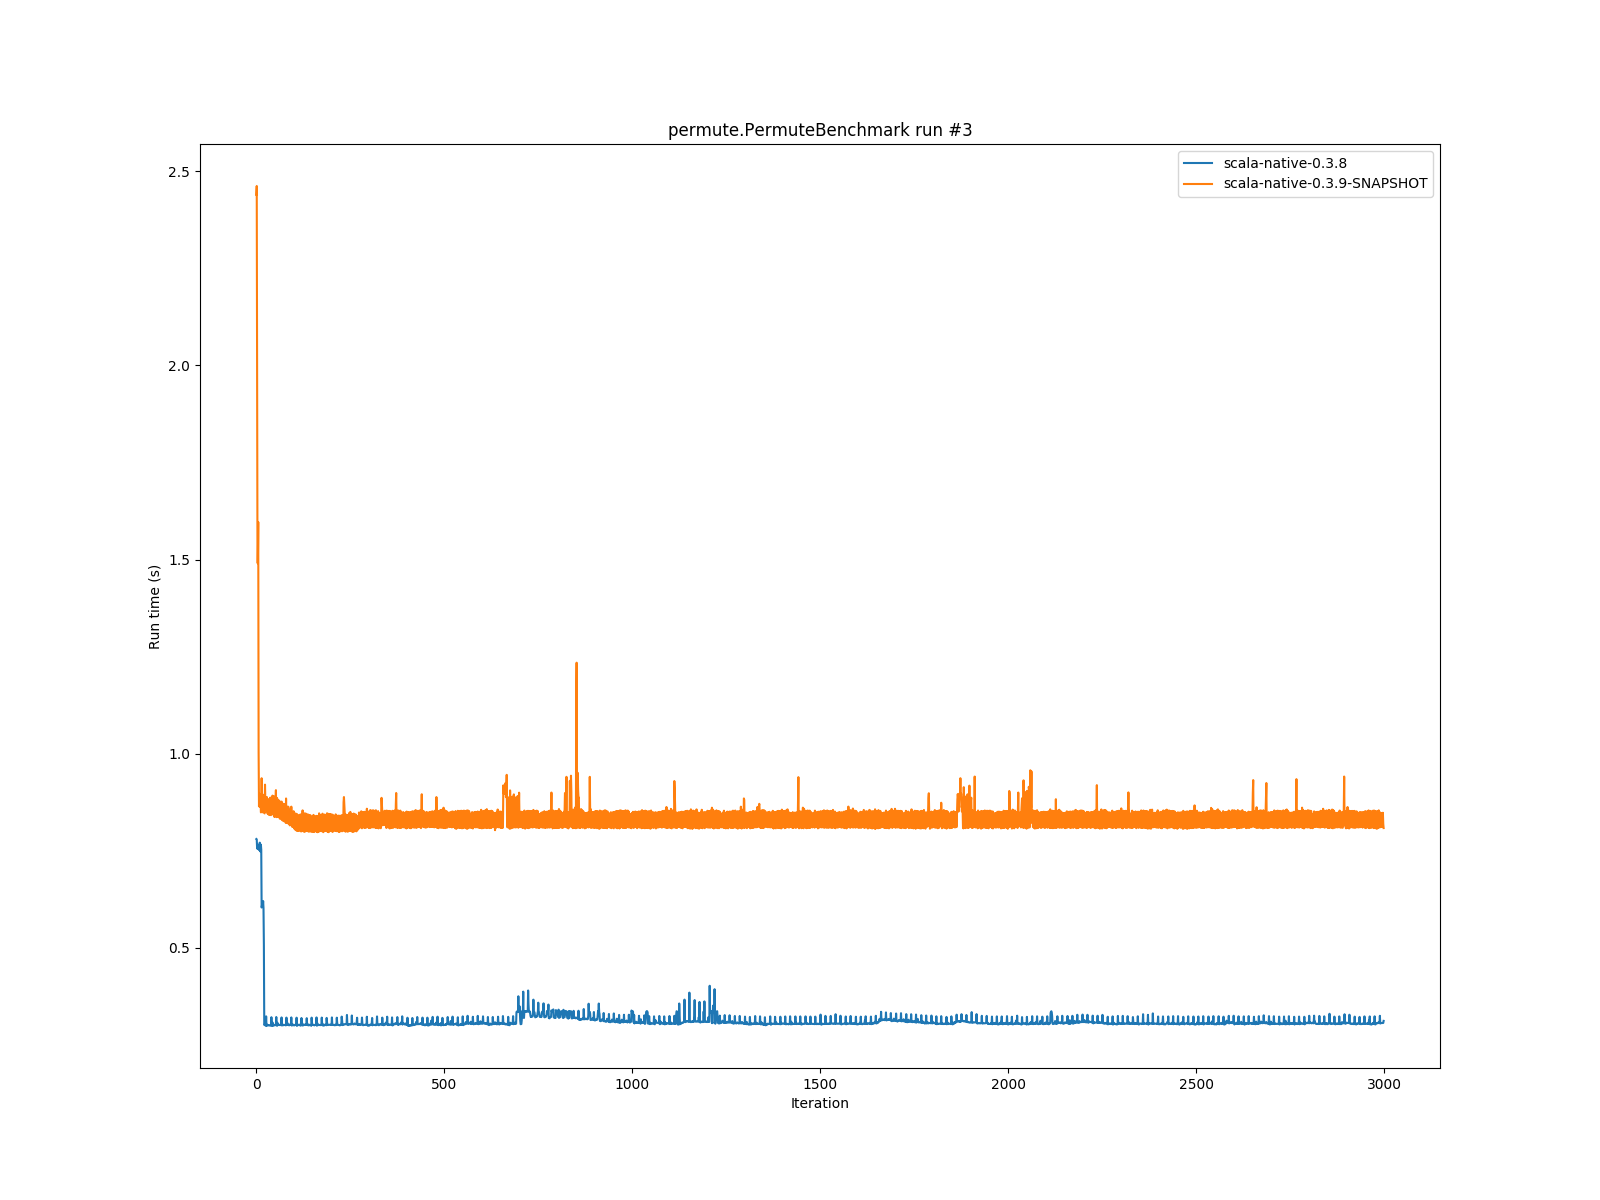 permute.PermuteBenchmark run #3
scala-native-0.3.8
scala-native-0.3.9-SNAPSHOT
2.5
2.0
1.5
1.0
0.5
Run time (s)
0 500 1000 1500 2000 2500 3000
Iteration